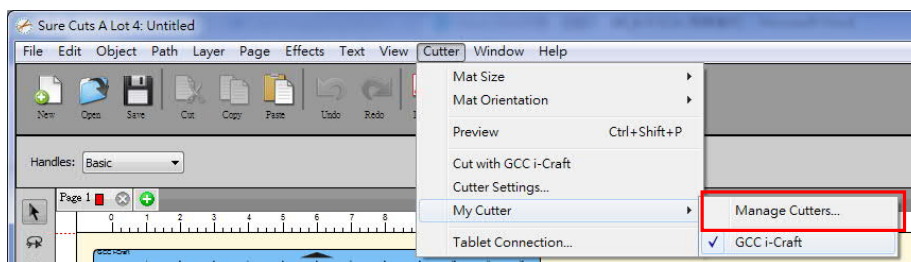 Sure Cuts A Lot 4: Untitled
File Edit Object Path Layer Page Effects Text View Cutter Window Help
New Open Save Cut Copy Paste Undo Redo
Mat Size
Mat Orientation
Preview Ctrl+Shift+P
Cut with GCC i-Craft
Cutter Settings...
My Cutter
Manage Cutters...
Tablet Connection...
GCC i-Craft
Handles: Basic
Page 1
0 1 2 3 4 5 6 7 8
GCC i-Craft